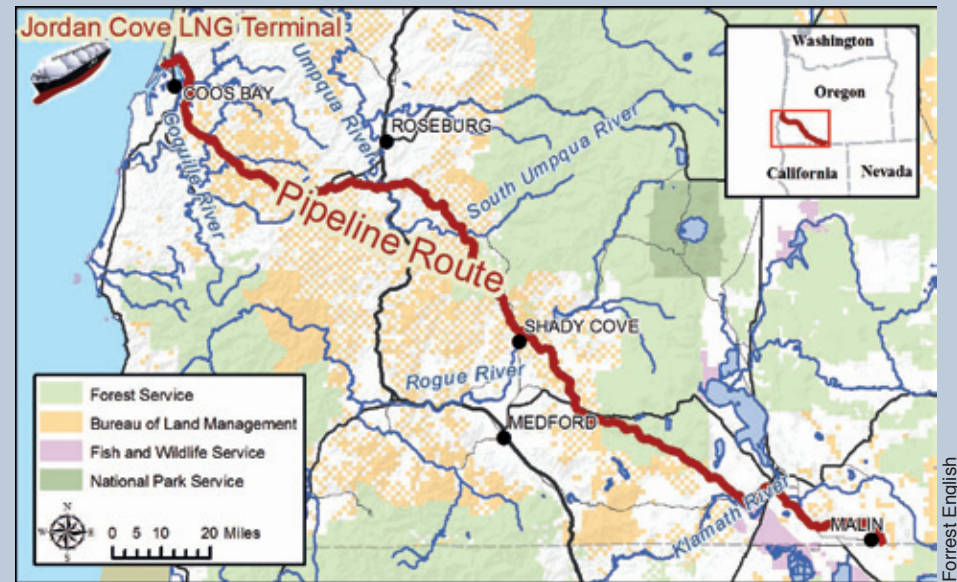 Jordan Cove LNG Terminal
Washington
Oregon
California
Nevada
COOS BAY
Umpqua River
ROSEBURG
Coquille River
South Umpqua River
Pipeline Route
SHADY COVE
Rogue River
MEDFORD
Klamath River
MALIN
Forest Service
Bureau of Land Management
Fish and Wildlife Service
National Park Service
N
W
E
S
0 5 10 20 Miles
Forrest Endlish